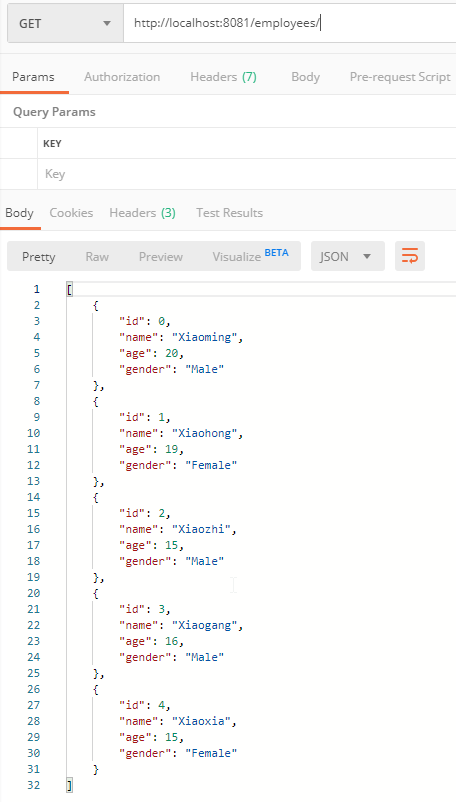 GET http://localhost:8081/employees/
Params Authorization Headers (7) Body Pre-request Script
Query Params
KEY
Key
Body Cookies Headers (3) Test Results
Pretty Raw Preview Visualize BETA JSON
1 [
2 {
3 "id": 0,
4 "name": "Xiaoming",
5 "age": 20,
6 "gender": "Male"
7 },
8 {
9 "id": 1,
10 "name": "Xiaohong",
11 "age": 19,
12 "gender": "Female"
13 },
14 {
15 "id": 2,
16 "name": "Xiaozhi",
17 "age": 15,
18 "gender": "Male"
19 },
20 {
21 "id": 3,
22 "name": "Xiaogang",
23 "age": 16,
24 "gender": "Male"
25 },
26 {
27 "id": 4,
28 "name": "Xiaoxia",
29 "age": 15,
30 "gender": "Female"
31 }
32 ]